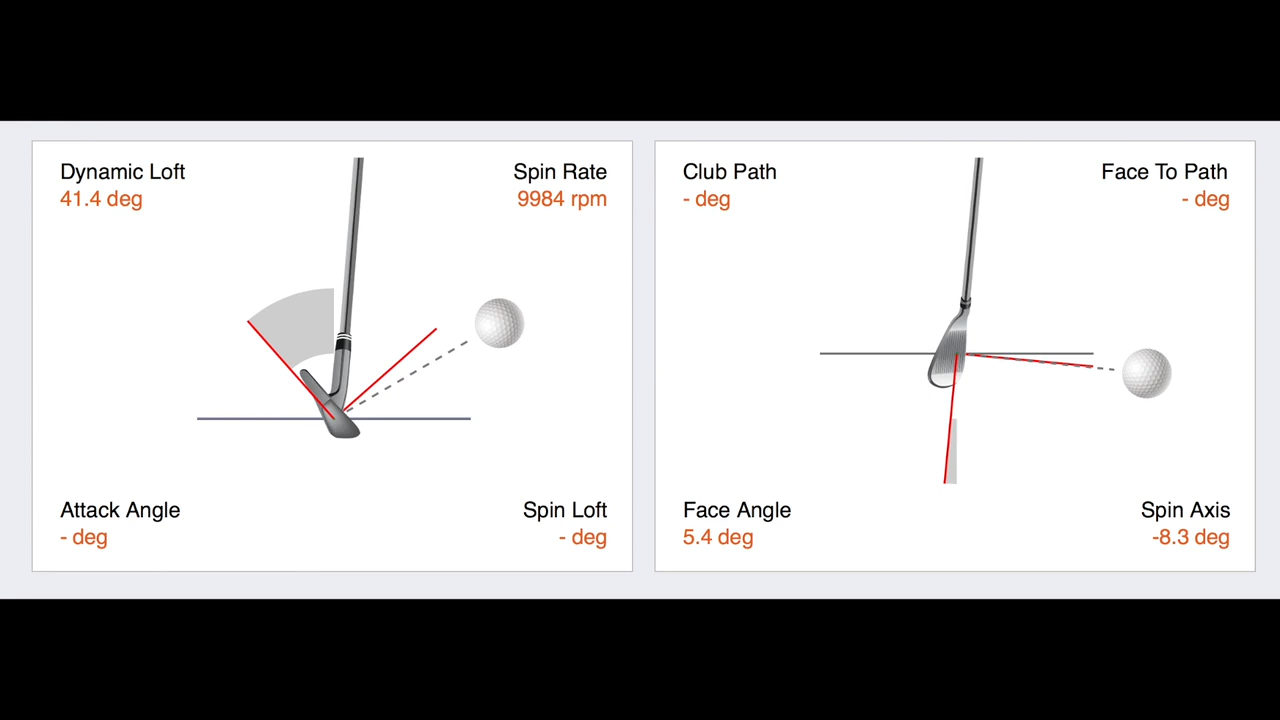 Dynamic Loft
41.4 deg
Spin Rate
9984 rpm
Attack Angle
- deg
Spin Loft
- deg
Club Path
- deg
Face To Path
- deg
Face Angle
5.4 deg
Spin Axis
-8.3 deg